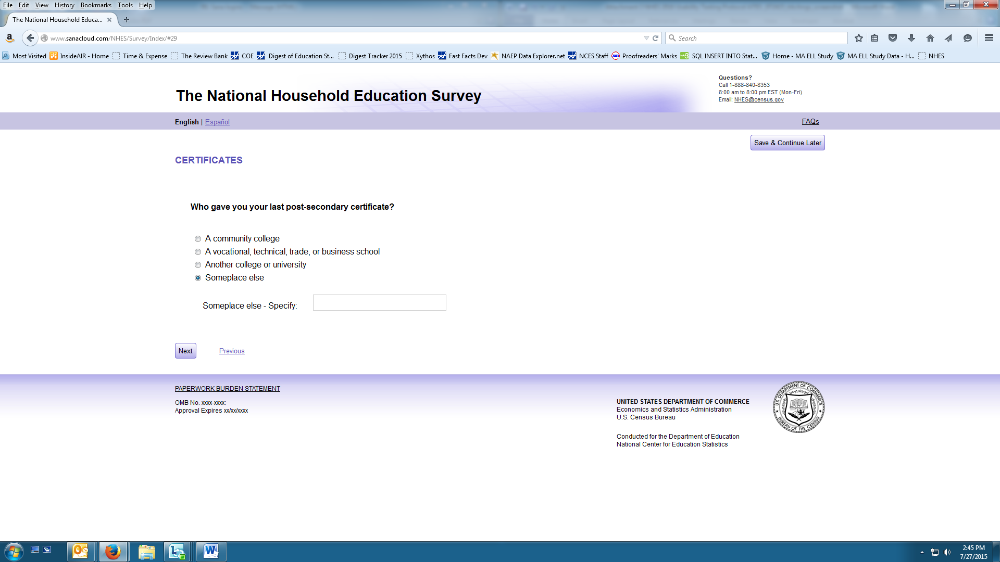 File Edit View History Bookmarks Tools Help
The National Household Educa...
www.sanacloud.com/NHES/Survey/Index/#29
Search
Most Visited InsideAIR - Home Time & Expense The Review Bank COE Digest of Education St... Digest Tracker 2015 Xythos Fast Facts Dev NAEP Data Explorer.net NCES Staff Proofreaders' Marks SQL INSERT INTO Stat... Home - MA ELL Study MA ELL Study Data - H... NHES
Questions?
Call 1-888-840-8353
8:00 am to 8:00 pm EST (Mon-Fri)
Email: NHES@census.gov
The National Household Education Survey
English | Español
FAQs
Save & Continue Later
CERTIFICATES
Who gave you your last post-secondary certificate?
A community college
A vocational, technical, trade, or business school
Another college or university
Someplace else
Someplace else - Specify:
Next Previous
PAPERWORK BURDEN STATEMENT
OMB No. xxxx-xxxx:
Approval Expires xx/xx/xxxx
UNITED STATES DEPARTMENT OF COMMERCE
Economics and Statistics Administration
U.S. Census Bureau
Conducted for the Department of Education
National Center for Education Statistics
U.S. DEPARTMENT OF COMMERCE
BUREAU OF THE CENSUS
2:45 PM
7/27/2015